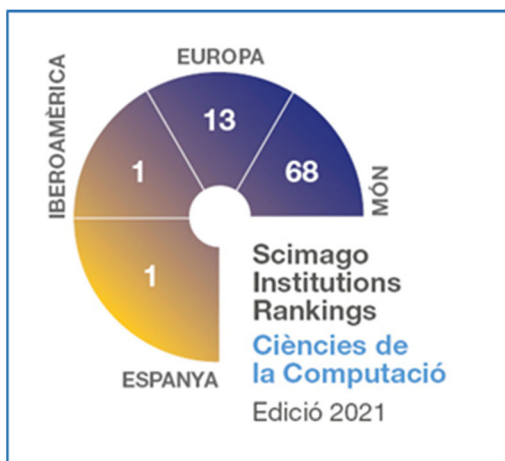 EUROPA
IBEROAMÈRICA
13
1
68
MÓN
1
Scimago
Institutions
Rankings
Ciències de
la Computació
ESPANYA
Edició 2021